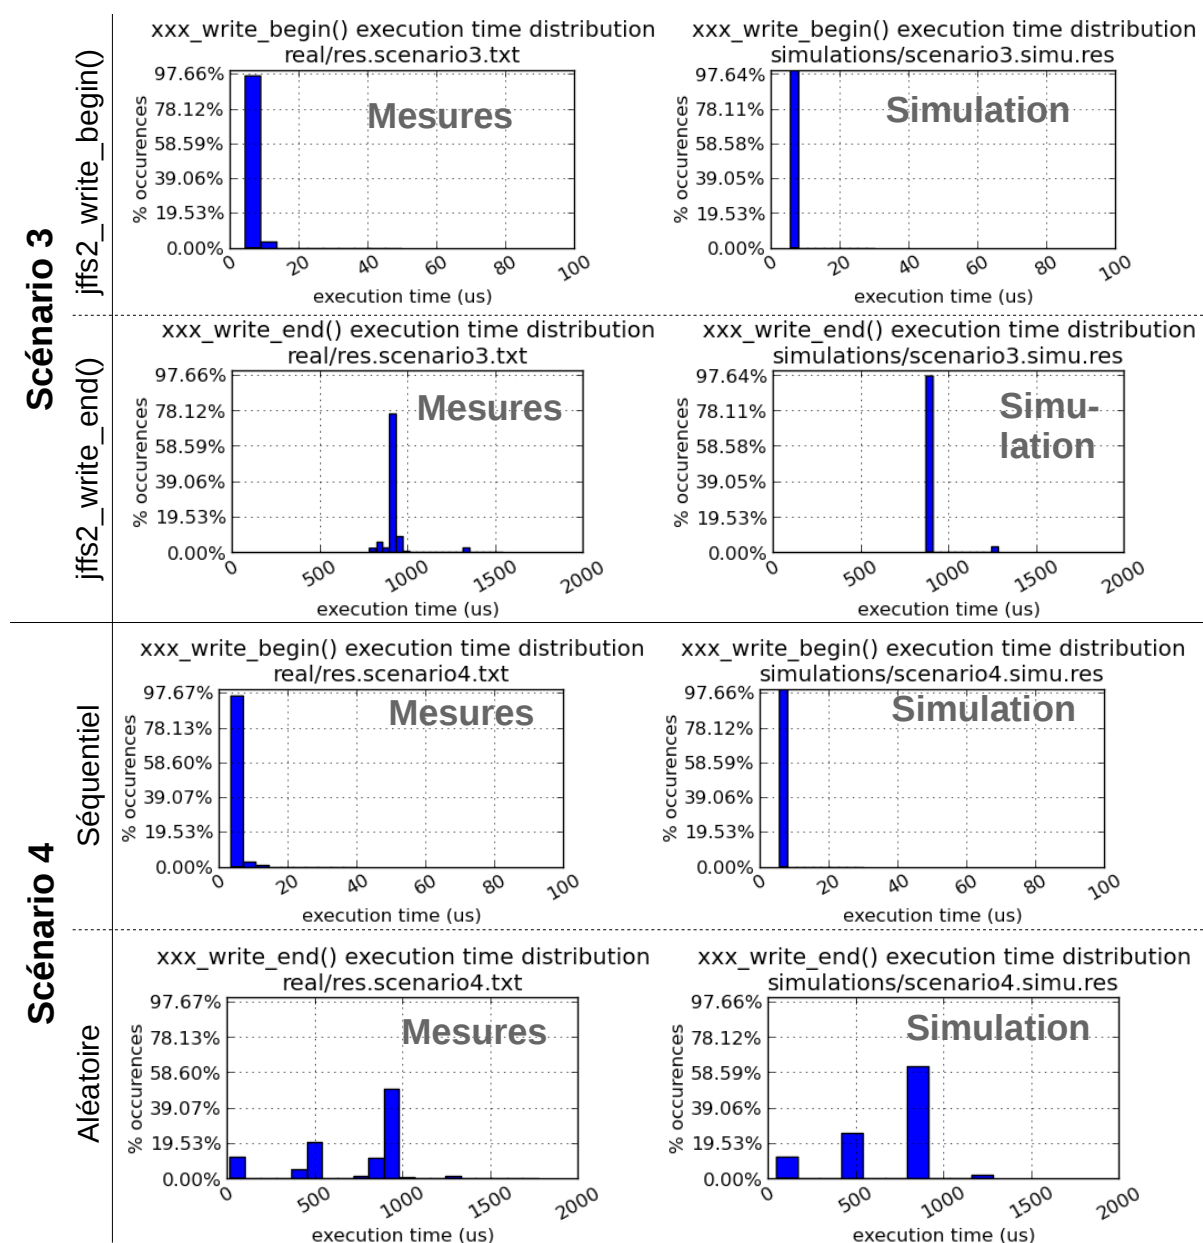 Scénario 3
jffs2_write_begin()
xxx_write_begin() execution time distribution
real/res.scenario3.txt
Mesures
% occurences
97.66%
78.12%
58.59%
39.06%
19.53%
0.00%
0 20 40 60 80 100
execution time (us)
xxx_write_begin() execution time distribution
simulations/scenario3.simu.res
Simulation
% occurences
97.64%
78.11%
58.58%
39.05%
19.53%
0.00%
0 20 40 60 80 100
execution time (us)
jffs2_write_end()
xxx_write_end() execution time distribution
real/res.scenario3.txt
Mesures
% occurences
97.66%
78.12%
58.59%
39.06%
19.53%
0.00%
0 500 1000 1500 2000
execution time (us)
xxx_write_end() execution time distribution
simulations/scenario3.simu.res
Simu-
lation
% occurences
97.64%
78.11%
58.58%
39.05%
19.53%
0.00%
0 500 1000 1500 2000
execution time (us)
Scénario 4
Séquentiel
xxx_write_begin() execution time distribution
real/res.scenario4.txt
Mesures
% occurences
97.67%
78.13%
58.60%
39.07%
19.53%
0.00%
0 20 40 60 80 100
execution time (us)
xxx_write_begin() execution time distribution
simulations/scenario4.simu.res
Simulation
% occurences
97.66%
78.12%
58.59%
39.06%
19.53%
0.00%
0 20 40 60 80 100
execution time (us)
Aléatoire
xxx_write_end() execution time distribution
real/res.scenario4.txt
Mesures
% occurences
97.67%
78.13%
58.60%
39.07%
19.53%
0.00%
0 500 1000 1500 2000
execution time (us)
xxx_write_end() execution time distribution
simulations/scenario4.simu.res
Simulation
% occurences
97.66%
78.12%
58.59%
39.06%
19.53%
0.00%
0 500 1000 1500 2000
execution time (us)